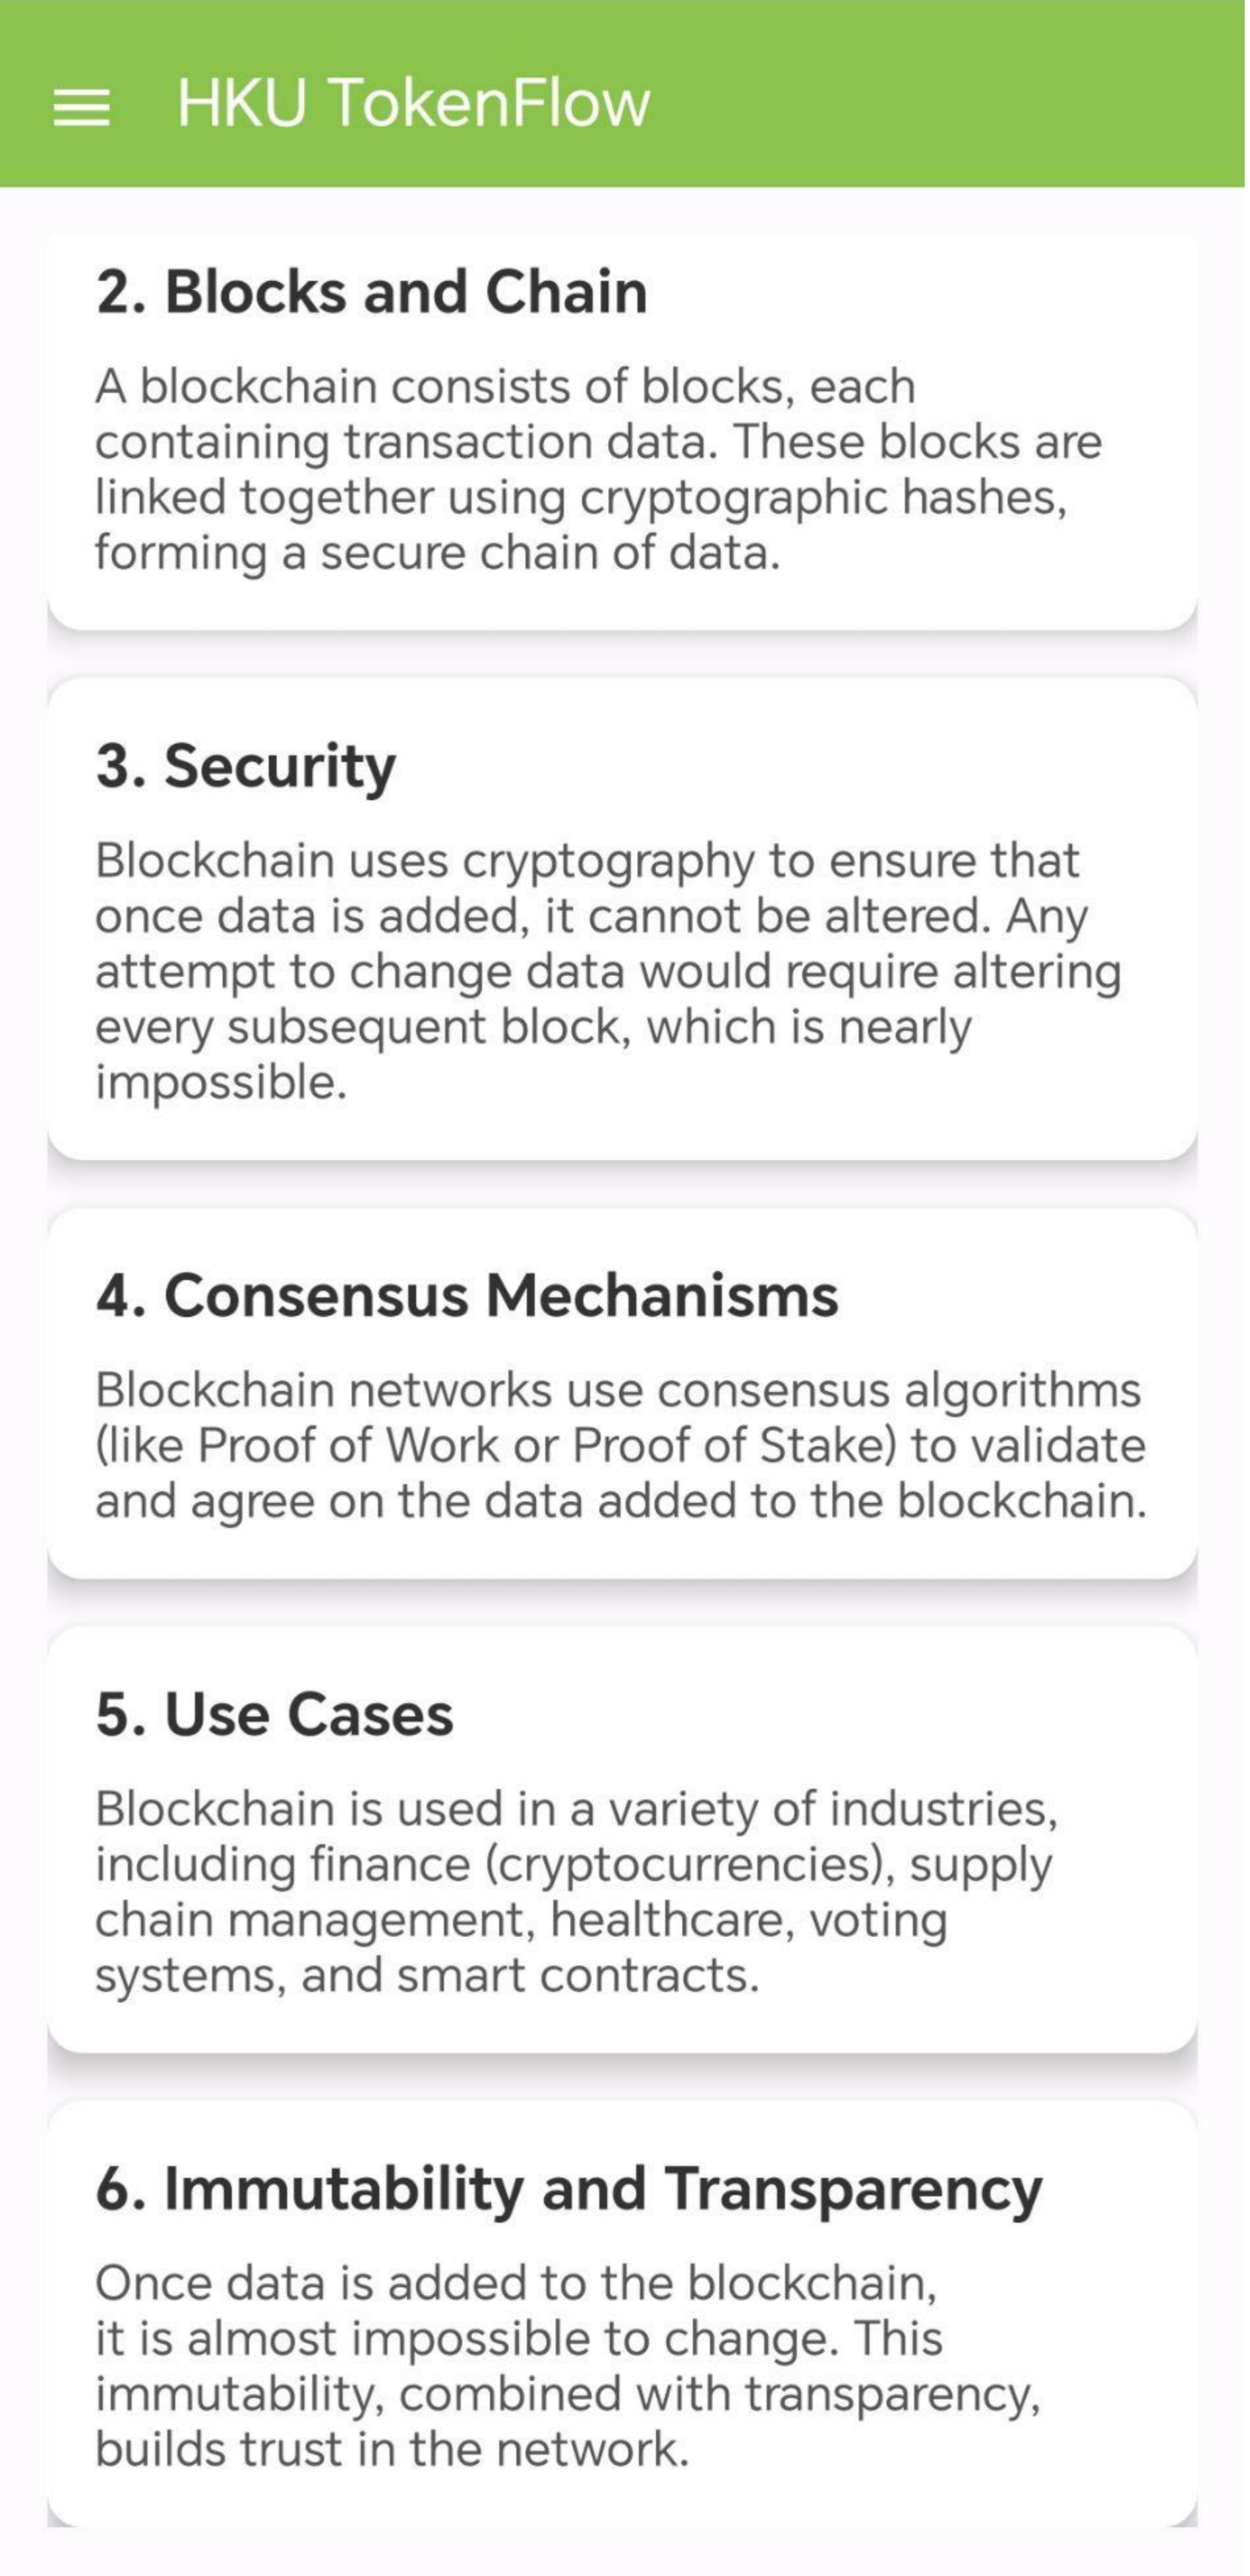 HKU TokenFlow
2. Blocks and Chain
A blockchain consists of blocks, each
containing transaction data. These blocks are
linked together using cryptographic hashes,
forming a secure chain of data.
3. Security
Blockchain uses cryptography to ensure that
once data is added, it cannot be altered. Any
attempt to change data would require altering
every subsequent block, which is nearly
impossible.
4. Consensus Mechanisms
Blockchain networks use consensus algorithms
(like Proof of Work or Proof of Stake) to validate
and agree on the data added to the blockchain.
5. Use Cases
Blockchain is used in a variety of industries,
including finance (cryptocurrencies), supply
chain management, healthcare, voting
systems, and smart contracts.
6. Immutability and Transparency
Once data is added to the blockchain,
it is almost impossible to change. This
immutability, combined with transparency,
builds trust in the network.